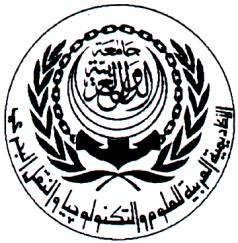 جامعة
الدول العربية
الأكاديمية العربية للعلوم والتكنولوجيا والنقل البحري